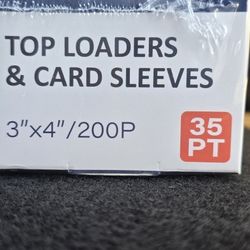 TOP LOADERS
& CARD SLEEVES
3"x4"/200P
35
PT